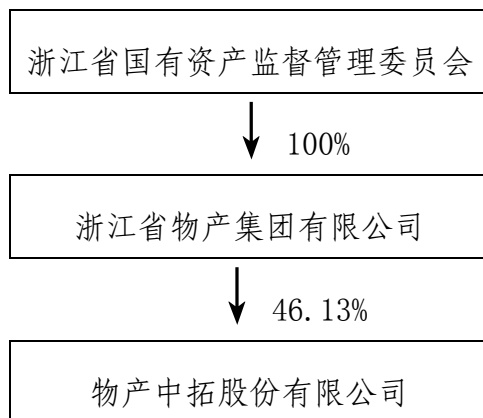 浙江省国有资产监督管理委员会
100%
浙江省物产集团有限公司
46.13%
物产中拓股份有限公司